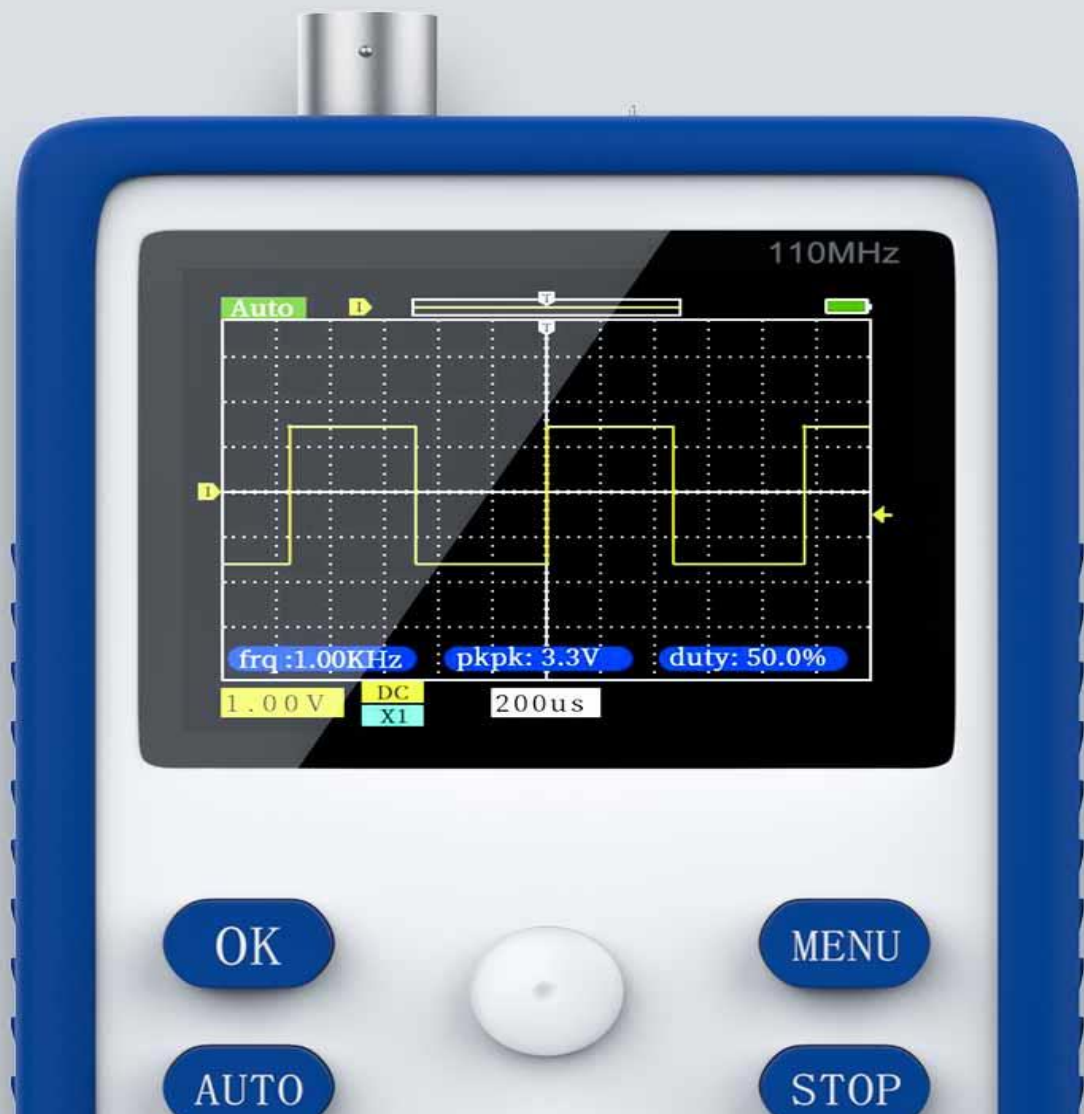 110MHz
Auto
I
T
T
I
frq :1.00KHz
pkpk: 3.3V
duty: 50.0%
1.00V
DC
X1
200us
OK
MENU
AUTO
STOP